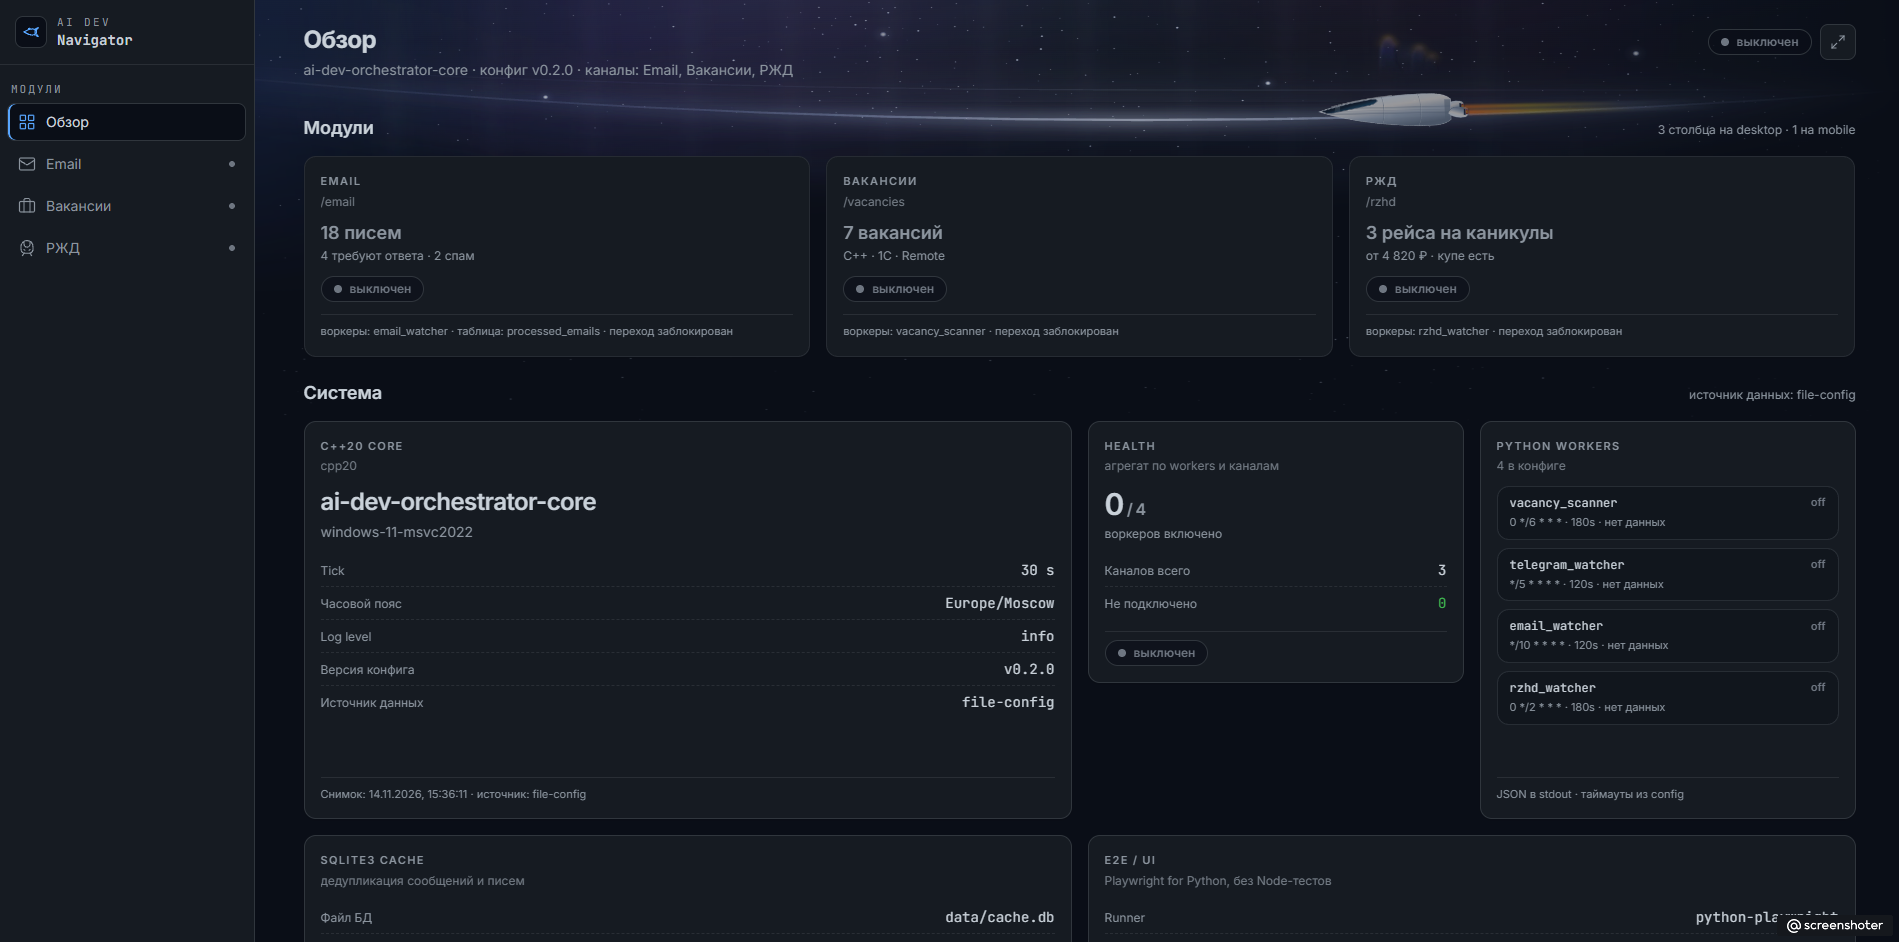 AI DEV
Navigator
МОДУЛИ
Обзор
Email
Вакансии
РЖД
Обзор
ai-dev-orchestrator-core · конфиг v0.2.0 · каналы: Email, Вакансии, РЖД
выключен
Модули
3 столбца на desktop · 1 на mobile
EMAIL
/email
18 писем
4 требуют ответа · 2 спам
выключен
воркеры: email_watcher · таблица: processed_emails · переход заблокирован
ВАКАНСИИ
/vacancies
7 вакансий
C++ · 1C · Remote
выключен
воркеры: vacancy_scanner · переход заблокирован
РЖД
/rzhd
3 рейса на каникулы
от 4 820 ₽ · купе есть
выключен
воркеры: rzhd_watcher · переход заблокирован
Система
источник данных: file-config
C++20 CORE
cpp20
ai-dev-orchestrator-core
windows-11-msvc2022
Tick 30 s
Часовой пояс Europe/Moscow
Log level info
Версия конфига v0.2.0
Источник данных file-config
Снимок: 14.11.2026, 15:36:11 · источник: file-config
HEALTH
агрегат по workers и каналам
0 / 4
воркеров включено
Каналов всего 3
Не подключено 0
выключен
PYTHON WORKERS
4 в конфиге
vacancy_scanner off
0 */6 * * * · 180s · нет данных
telegram_watcher off
*/5 * * * * · 120s · нет данных
email_watcher off
*/10 * * * * · 120s · нет данных
rzhd_watcher off
0 */2 * * * · 180s · нет данных
JSON в stdout · таймауты из config
SQLITE3 CACHE
дедупликация сообщений и писем
Файл БД data/cache.db
E2E / UI
Playwright for Python, без Node-тестов
Runner python-playwright
@screenshoter